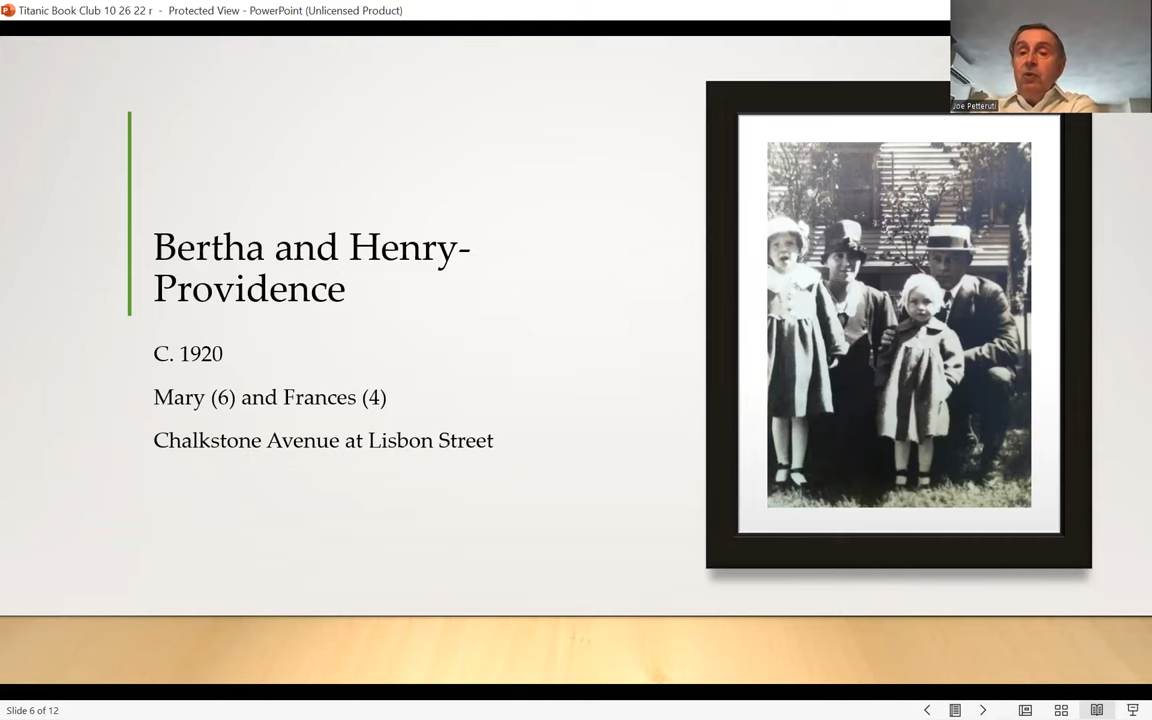 Titanic Book Club 10 26 22 r - Protected View - PowerPoint (Unlicensed Product)
Joe Petteruti
Bertha and Henry-
Providence
C. 1920
Mary (6) and Frances (4)
Chalkstone Avenue at Lisbon Street
Slide 6 of 12